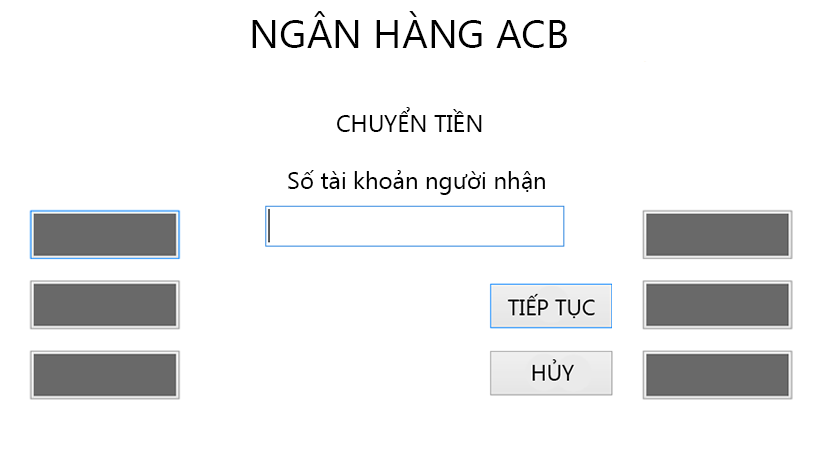 NGÂN HÀNG ACB
CHUYỂN TIỀN
Số tài khoản người nhận
TIẾP TỤC
HỦY